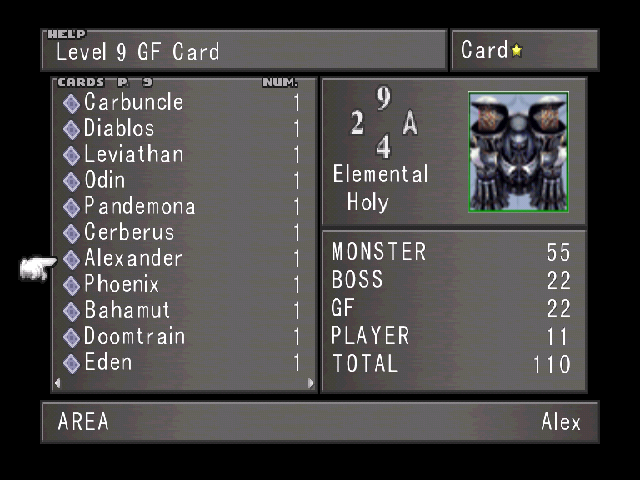 HELP
Level 9 GF Card
Card
CARDS P. 9 NUM.
Carbuncle 1
Diablos 1
Leviathan 1
Odin 1
Pandemona 1
Cerberus 1
Alexander 1
Phoenix 1
Bahamut 1
Doomtrain 1
Eden 1
9
2 A
4
Elemental
Holy
MONSTER 55
BOSS 22
GF 22
PLAYER 11
TOTAL 110
AREA Alex